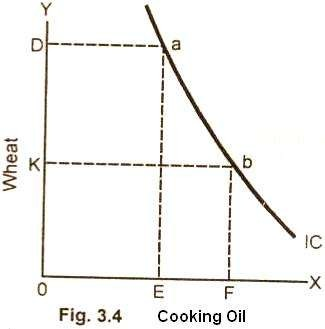 Y
D
a
K
b
Wheat
IC
0
E
F
X
Fig. 3.4 Cooking Oil